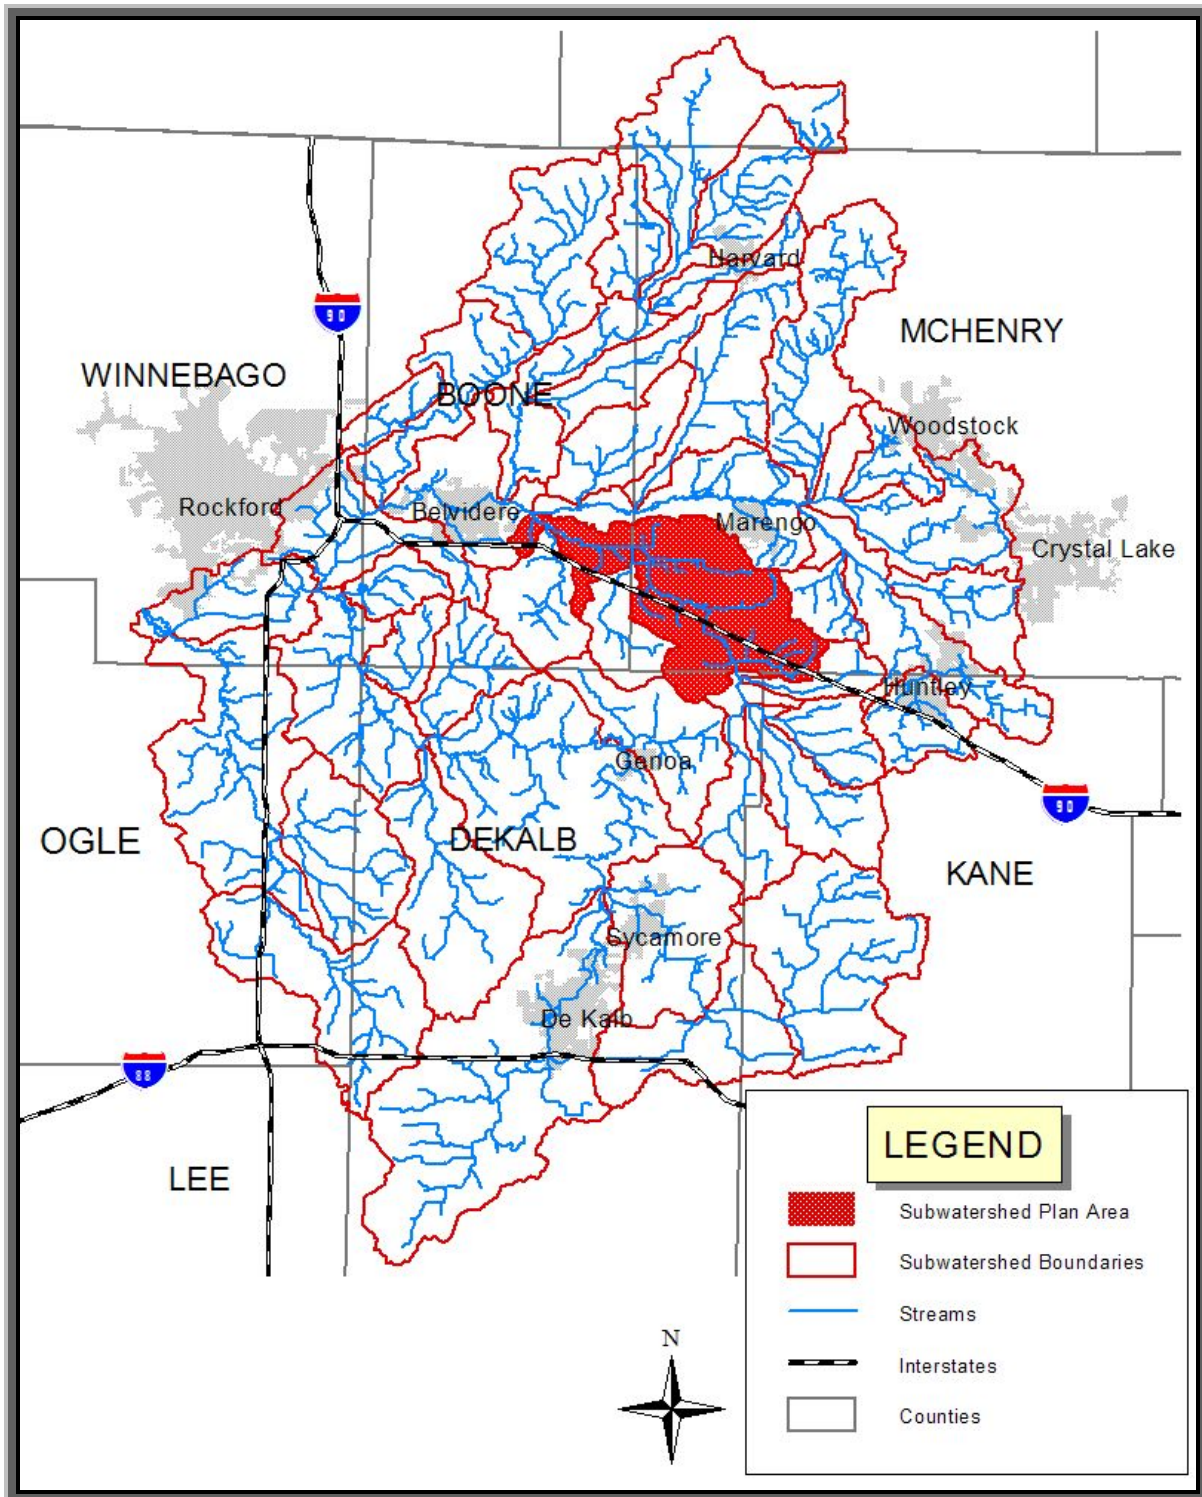 Harvard
90
MCHENRY
WINNEBAGO
BOONE
Woodstock
Rockford
Belvidere
Marengo
Crystal Lake
Huntley
Genoa
90
OGLE
DEKALB
KANE
Sycamore
De Kalb
88
LEE
LEGEND
Subwatershed Plan Area
Subwatershed Boundaries
Streams
Interstates
Counties
N